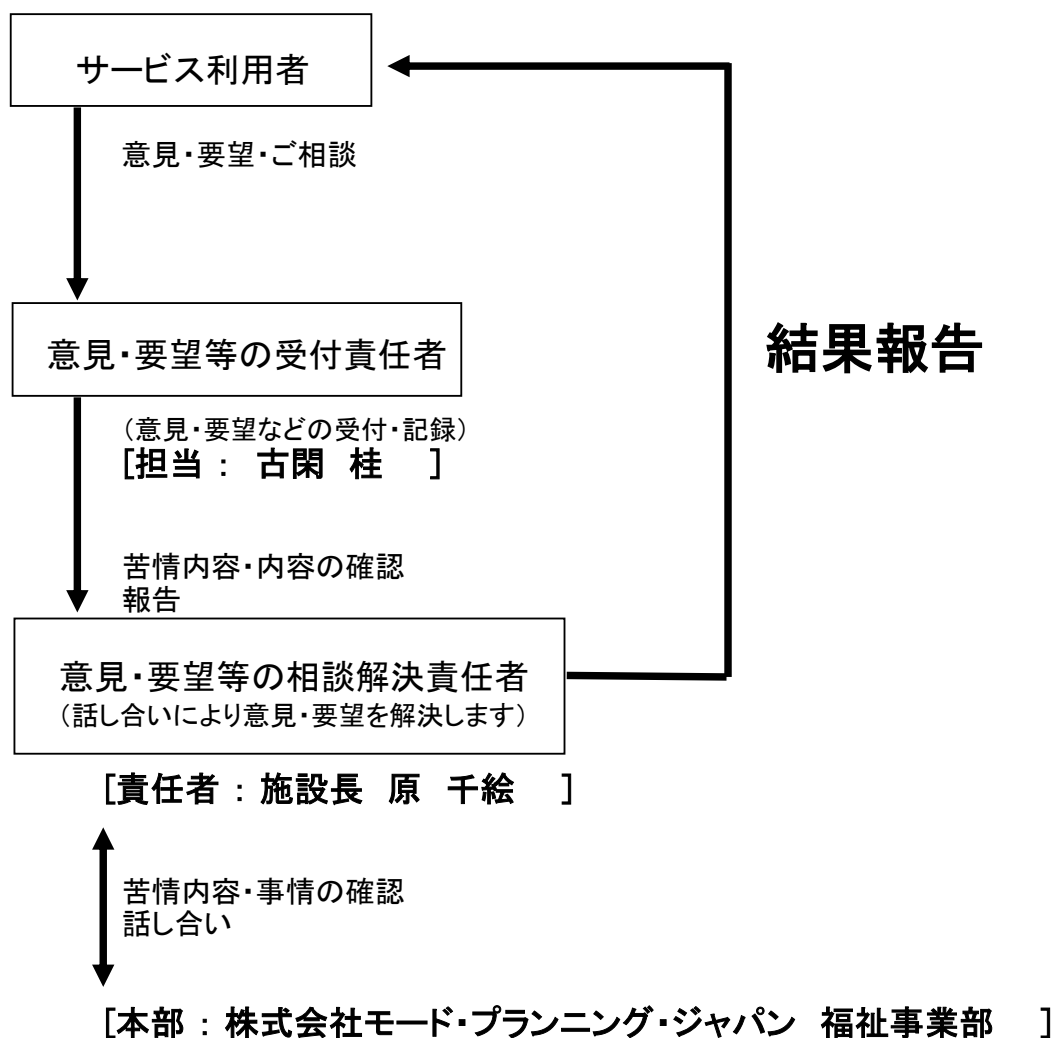 サービス利用者
意見・要望・ご相談
意見・要望等の受付責任者
結果報告
（意見・要望などの受付・記録）
[担当 ： 古閑 桂 ]
苦情内容・内容の確認
報告
意見・要望等の相談解決責任者
（話し合いにより意見・要望を解決します）
[責任者 ： 施設長 原 千絵 ]
苦情内容・事情の確認
話し合い
[本部 ： 株式会社モード・プランニング・ジャパン 福祉事業部 ]